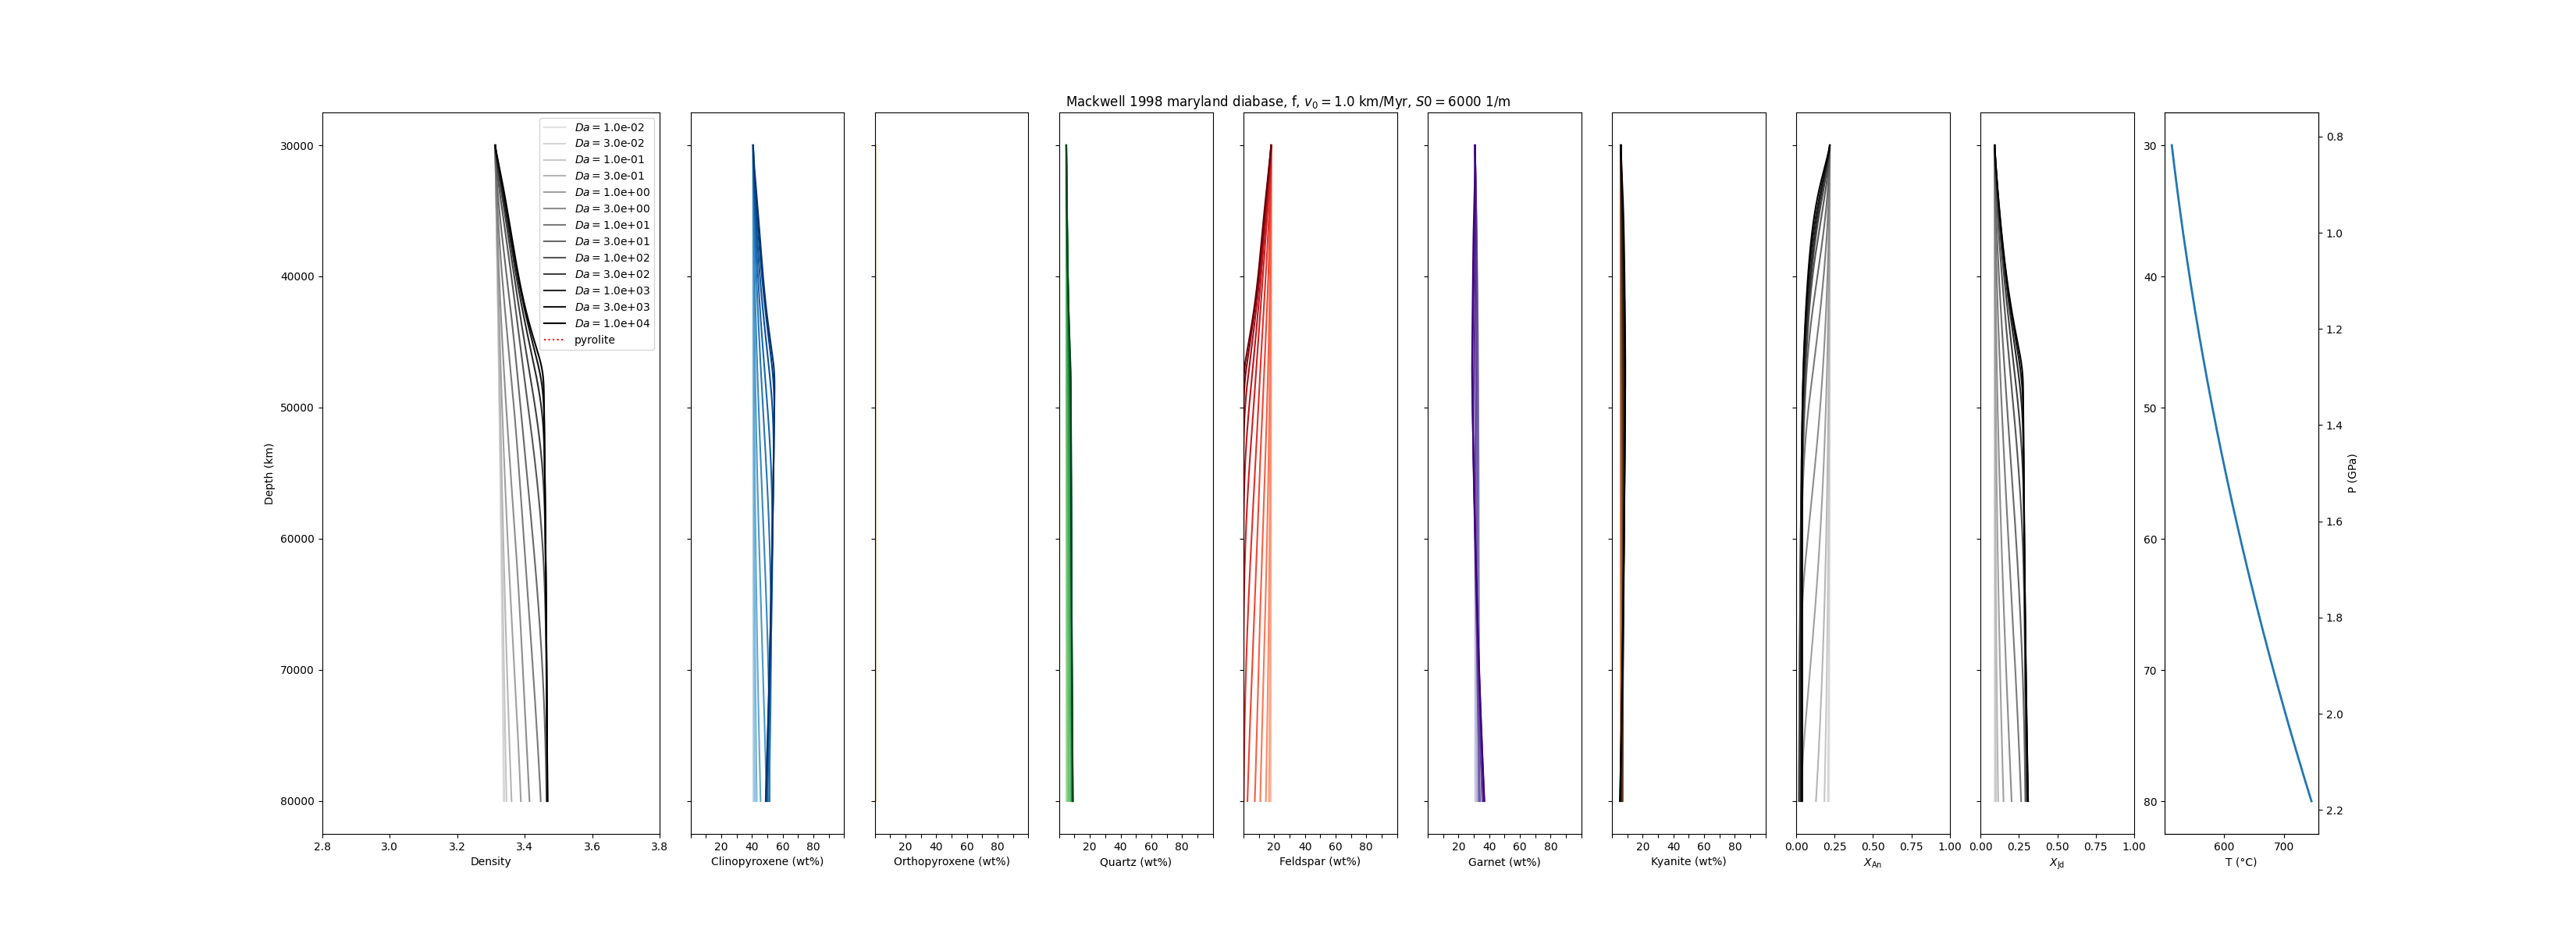 Mackwell 1998 maryland diabase, f, v₀ = 1.0 km/Myr, S0 = 6000 1/m
Da = 1.0e-02
Da = 3.0e-02
Da = 1.0e-01
Da = 3.0e-01
Da = 1.0e+00
Da = 3.0e+00
Da = 1.0e+01
Da = 3.0e+01
Da = 1.0e+02
Da = 3.0e+02
Da = 1.0e+03
Da = 3.0e+03
Da = 1.0e+04
pyrolite
30000
40000
50000
60000
70000
80000
Depth (km)
2.8 3.0 3.2 3.4 3.6 3.8
Density
20 40 60 80
Clinopyroxene (wt%)
20 40 60 80
Orthopyroxene (wt%)
20 40 60 80
Quartz (wt%)
20 40 60 80
Feldspar (wt%)
20 40 60 80
Garnet (wt%)
20 40 60 80
Kyanite (wt%)
0.00 0.25 0.50 0.75 1.00
X_An
0.00 0.25 0.50 0.75 1.00
X_Jd
30
40
50
60
70
80
600 700
T (°C)
0.8
1.0
1.2
1.4
1.6
1.8
2.0
2.2
P (GPa)